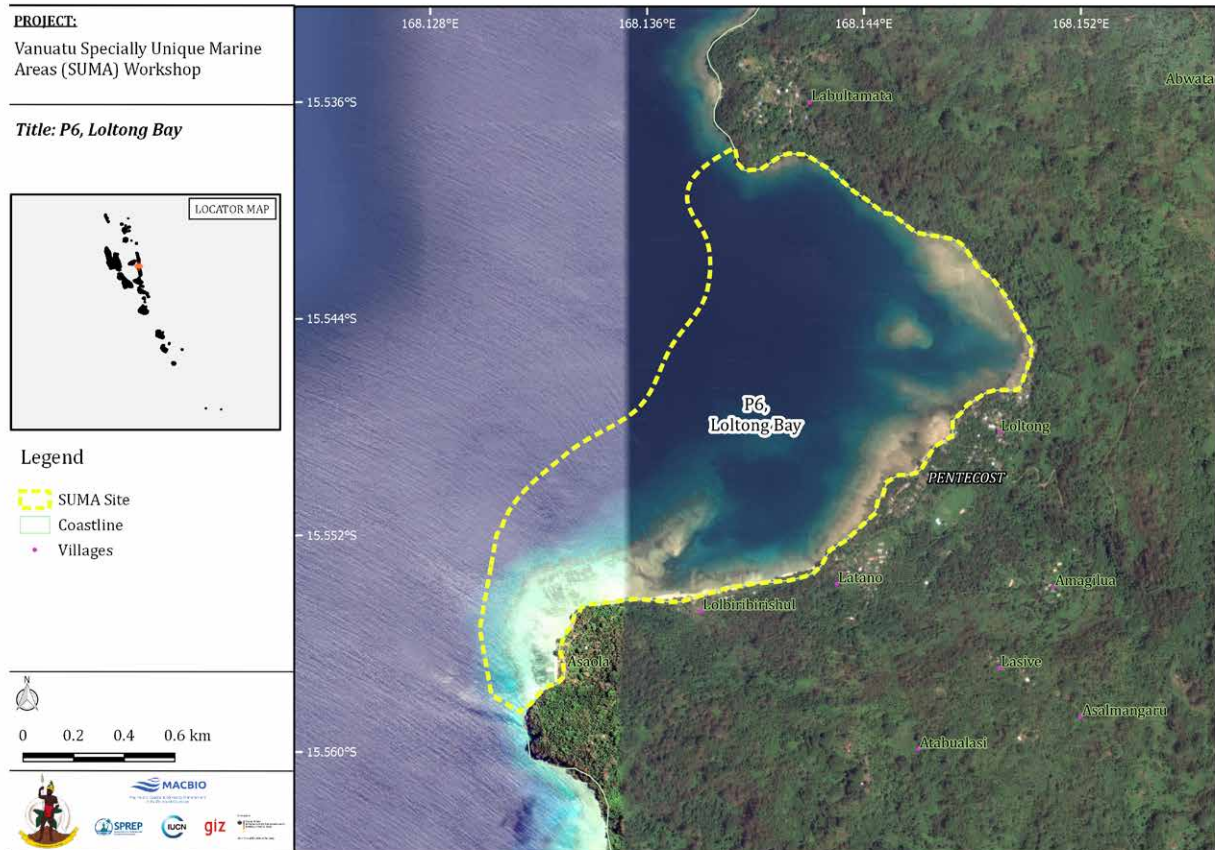 PROJECT:
Vanuatu Specially Unique Marine
Areas (SUMA) Workshop
Title: P6, Loltong Bay
LOCATOR MAP
Legend
SUMA Site
Coastline
Villages
N
0 0.2 0.4 0.6 km
MACBIO
SPREP
IUCN
giz
168.128°E 168.136°E 168.144°E 168.152°E
15.536°S
15.544°S
15.552°S
15.560°S
Abwata
Labultamata
P6,
Loltong Bay
Loltong
PENTECOST
Latano
Amagilua
Lolbiribirishul
Asaola
Lasive
Asalmangaru
Atabualasi